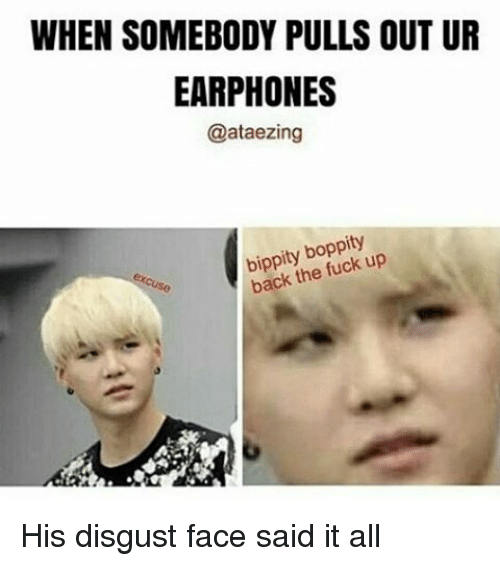 WHEN SOMEBODY PULLS OUT UR
EARPHONES
@ataezing
excuse
bippity boppity
back the fuck up
His disgust face said it all